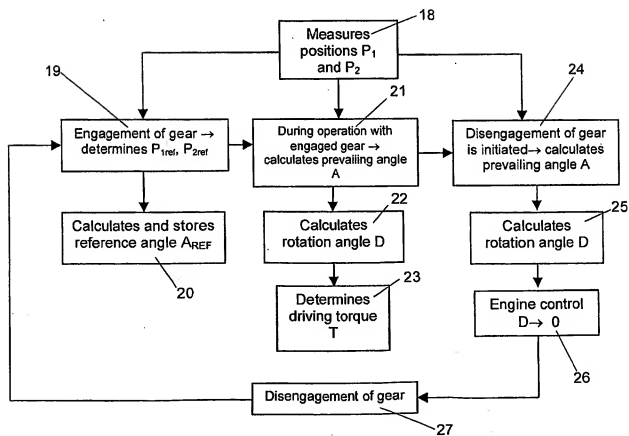 18
Measures
positions P1
and P2
19
Engagement of gear →
determines P1ref, P2ref
21
During operation with
engaged gear →
calculates prevailing angle
A
24
Disengagement of gear
is initiated→ calculates
prevailing angle A
Calculates and stores
reference angle AREF
20
22
Calculates
rotation angle D
25
Calculates
rotation angle D
23
Determines
driving torque
T
Engine control
D→ 0
26
Disengagement of gear
27